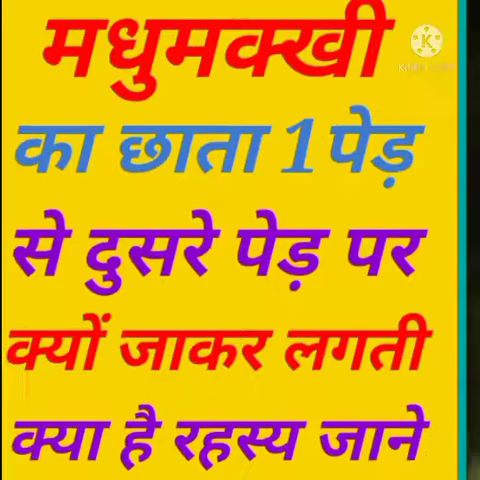 मधुमक्खी
का छाता 1 पेड़
से दुसरे पेड़ पर
क्यों जाकर लगती
क्या है रहस्य जाने